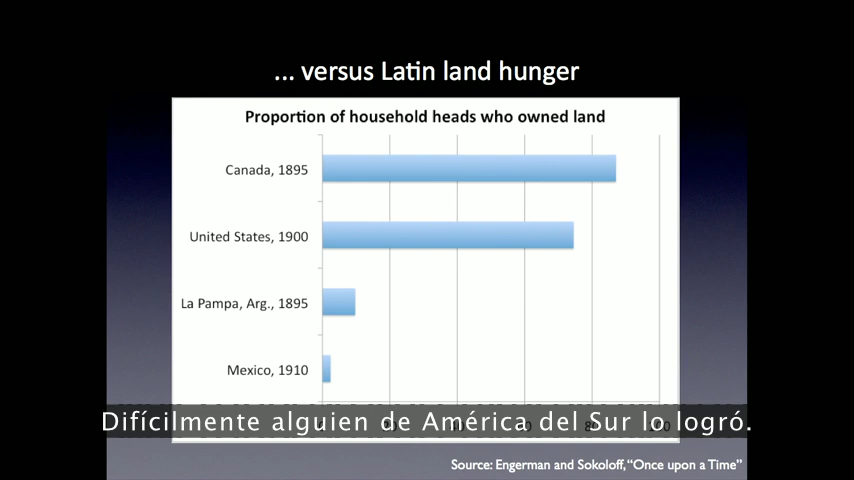 ... versus Latin land hunger
Proportion of household heads who owned land
Canada, 1895
United States, 1900
La Pampa, Arg., 1895
Mexico, 1910
Difícilmente alguien de América del Sur lo logró.
Source: Engerman and Sokoloff, “Once upon a Time”